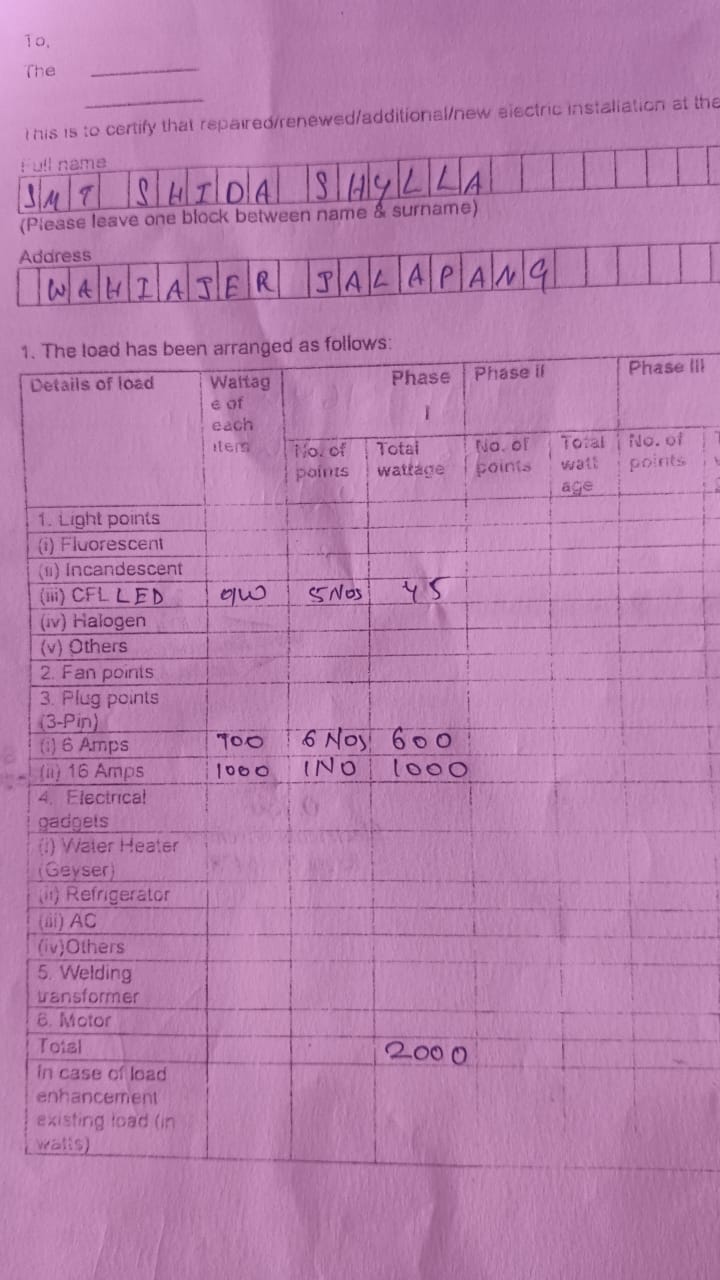 To,
The
This is to certify that repaired/renewed/additional/new electric installation at the
Full name
SMT SHIDA SHYLLA
(Please leave one block between name & surname)
Address
WAHIAJER JALAPANG
1. The load has been arranged as follows:
Details of load Wattag e of each item Phase I Phase II Phase III
No. of points Total wattage No. of points Total watt age No. of points
1. Light points
(i) Fluorescent
(ii) Incandescent
(iii) CFL LED 9W 5Nos 45
(iv) Halogen
(v) Others
2. Fan points
3. Plug points
(3-Pin)
(i) 6 Amps 100 6 Nos 600
(ii) 16 Amps 1000 1NO 1000
4. Electrical
gadgets
(i) Water Heater
(Geyser)
(ii) Refrigerator
(iii) AC
(iv)Others
5. Welding
transformer
6. Motor
Total 2000
In case of load
enhancement
existing load (in
watts)